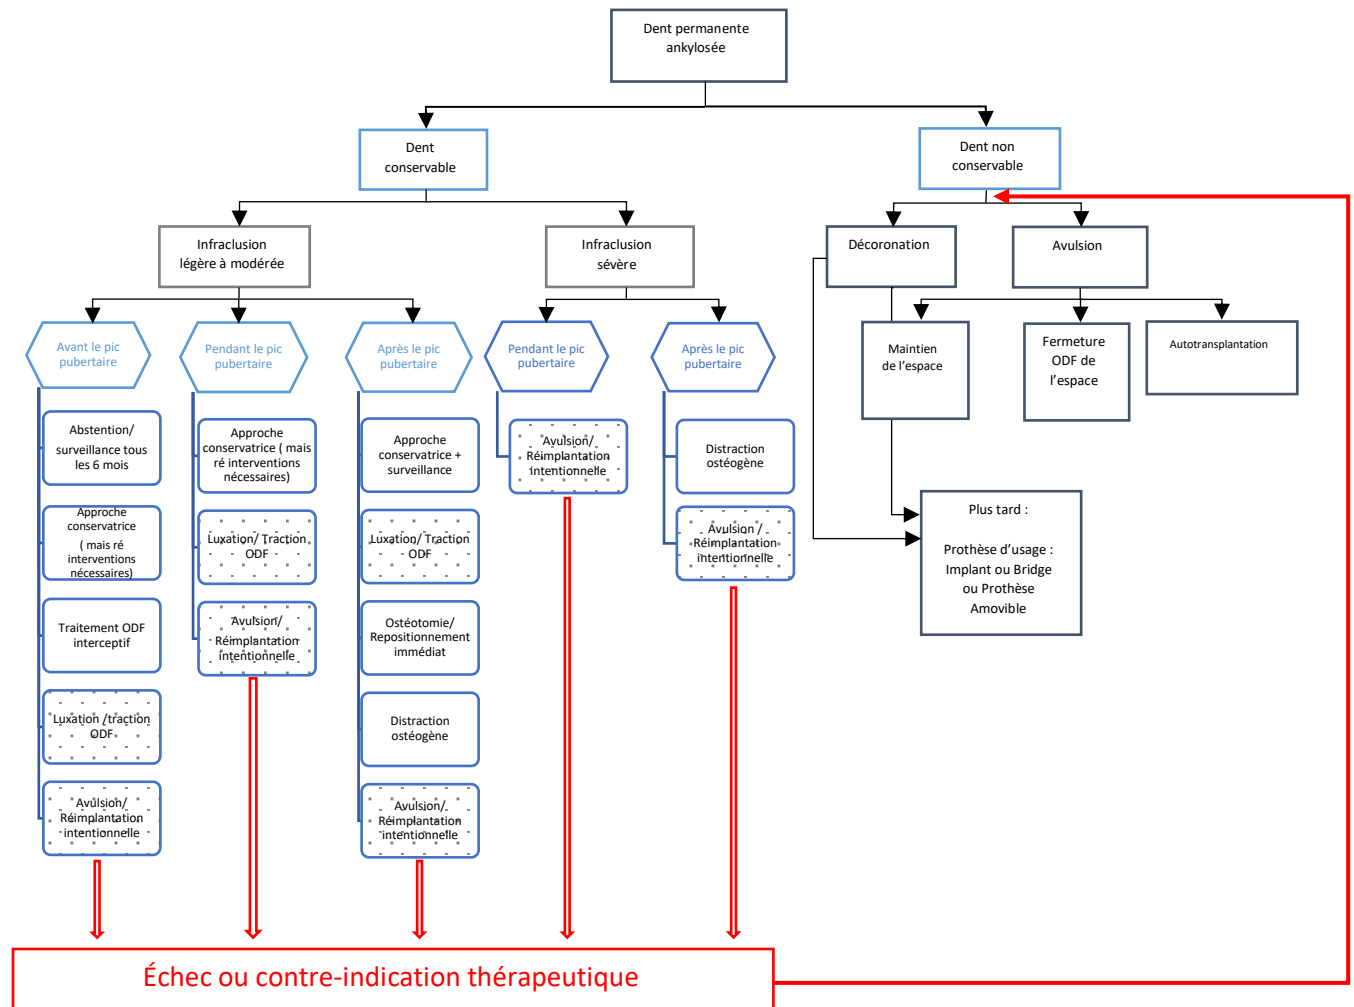 Dent permanente
ankylosée
Dent
conservable
Dent non
conservable
Infraclusion
légère à modérée
Infraclusion
sévère
Décoronation
Avulsion
Avant le pic
pubertaire
Pendant le pic
pubertaire
Après le pic
pubertaire
Pendant le pic
pubertaire
Après le pic
pubertaire
Maintien
de l’espace
Fermeture
ODF de
l’espace
Autotransplantation
Abstention/
surveillance tous
les 6 mois
Approche
conservatrice
( mais ré
interventions
nécessaires)
Traitement ODF
interceptif
Luxation /traction
ODF
Avulsion/
Réimplantation
intentionnelle
Approche
conservatrice ( mais
ré interventions
nécessaires)
Luxation/ Traction
ODF
Avulsion/
Réimplantation
intentionnelle
Approche
conservatrice +
surveillance
Luxation/ Traction
ODF
Ostéotomie/
Repositionnement
immédiat
Distraction
ostéogène
Avulsion/
Réimplantation
intentionnelle
Avulsion/
Réimplantation
intentionnelle
Distraction
ostéogène
Avulsion /
Réimplantation
intentionnelle
Plus tard :
Prothèse d’usage :
Implant ou Bridge
ou Prothèse
Amovible
Échec ou contre-indication thérapeutique